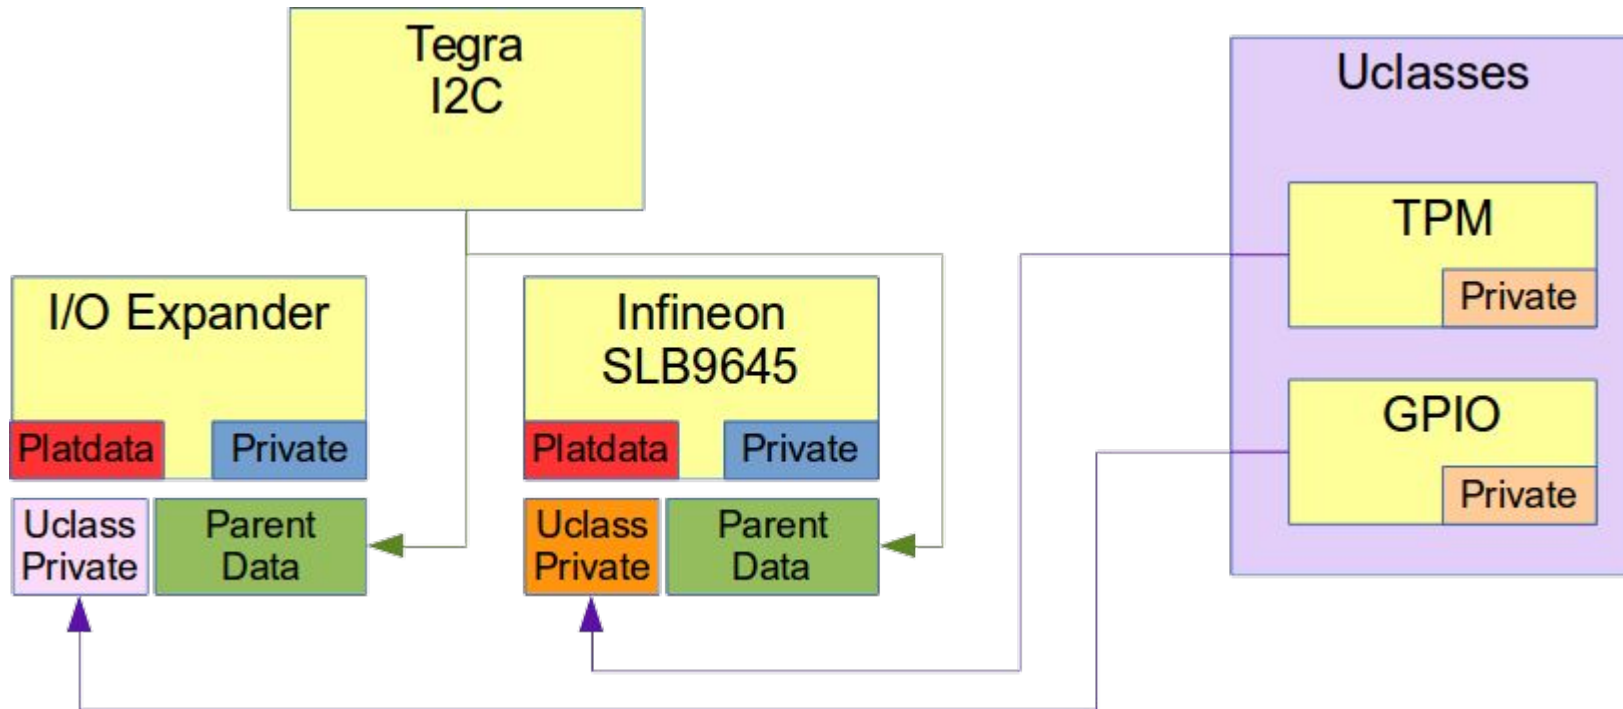 Tegra
I2C
Uclasses
TPM
Private
GPIO
Private
I/O Expander
Platdata
Private
Uclass
Private
Parent
Data
Infineon
SLB9645
Platdata
Private
Uclass
Private
Parent
Data